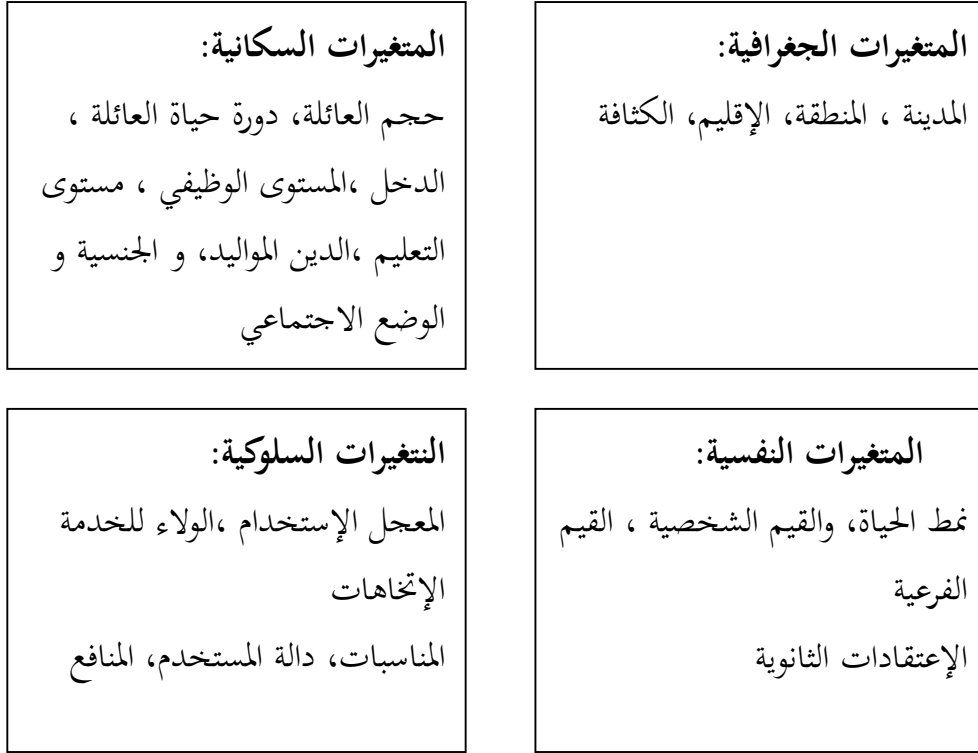 المتغيرات الجغرافية:
المدينة ، المنطقة، الإقليم، الكثافة
المتغيرات السكانية:
حجم العائلة، دورة حياة العائلة ،
الدخل ،المستوى الوظيفي ، مستوى
التعليم ،الدين المواليد، و الجنسية و
الوضع الاجتماعي
المتغيرات النفسية:
نمط الحياة، والقيم الشخصية ، القيم
الفرعية
الإعتقادات الثانوية
النتغيرات السلوكية:
المعجل الإستخدام ،الولاء للخدمة
الإتخاهات
المناسبات، دالة المستخدم، المنافع